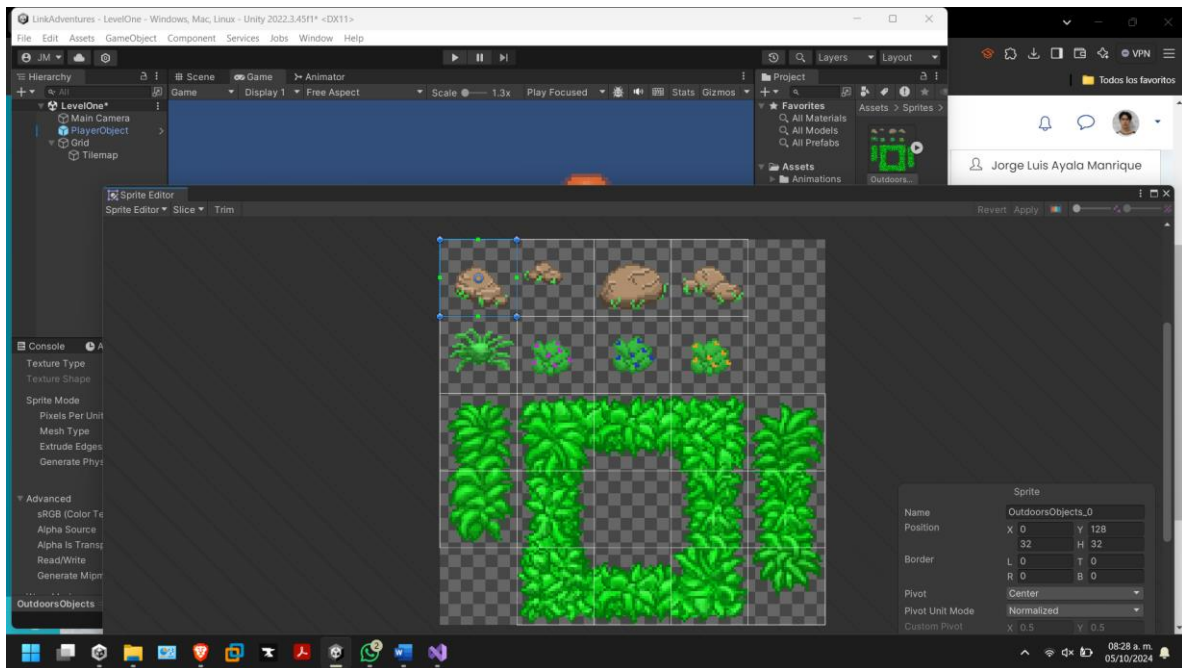 LinkAdventures - LevelOne - Windows, Mac, Linux - Unity 2022.3.45f1* <DX11>
File Edit Assets GameObject Component Services Jobs Window Help
JM Layers Layout VPN
Hierarchy Scene Game Animator Project Todos los favoritos
All Game Display 1 Free Aspect Scale 1.3x Play Focused Stats Gizmos
LevelOne* Favorites Assets > Sprites >
Main Camera All Materials
PlayerObject All Models
Grid All Prefabs
Tilemap Assets Jorge Luis Ayala Manrique
Animations Outdoors...
Sprite Editor
Sprite Editor Slice Trim Revert Apply
Console
Texture Type
Texture Shape
Sprite Mode
Pixels Per Unit
Mesh Type
Extrude Edges
Generate Phys
Advanced Sprite
sRGB (Color Te Name OutdoorsObjects_0
Alpha Source Position X 0 Y 128
Alpha Is Transp 32 H 32
Read/Write Border L 0 T 0
Generate Mipm R 0 B 0
Pivot Center
OutdoorsObjects Pivot Unit Mode Normalized
Custom Pivot X 0.5 Y 0.5
2 08:28 a. m.
05/10/2024